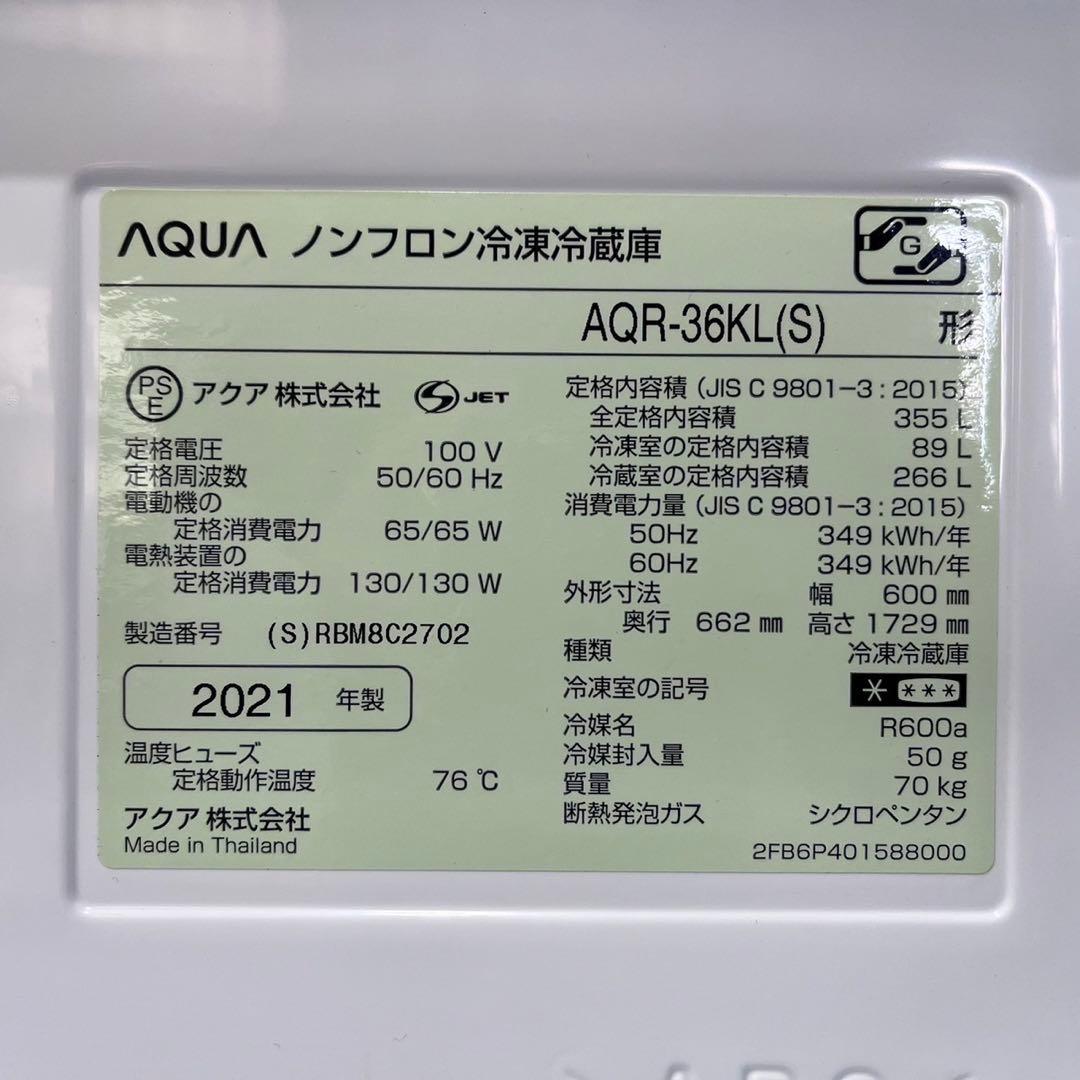 AQUA ノンフロン冷凍冷蔵庫
G
AQR-36KL(S) 形
PS E アクア 株式会社 S JET
定格電圧 100 V
定格周波数 50/60 Hz
電動機の
定格消費電力 65/65 W
電熱装置の
定格消費電力 130/130 W
製造番号 (S)RBM8C2702
2021 年製
温度ヒューズ
定格動作温度 76 ℃
アクア 株式会社
Made in Thailand
定格内容積 (JIS C 9801-3 : 2015)
全定格内容積 355 L
冷凍室の定格内容積 89 L
冷蔵室の定格内容積 266 L
消費電力量 (JIS C 9801-3 : 2015)
50Hz 349 kWh/年
60Hz 349 kWh/年
外形寸法 幅 600 ㎜
奥行 662 ㎜ 高さ 1729 ㎜
種類 冷凍冷蔵庫
冷凍室の記号 * ***
冷媒名 R600a
冷媒封入量 50 g
質量 70 kg
断熱発泡ガス シクロペンタン
2FB6P401588000